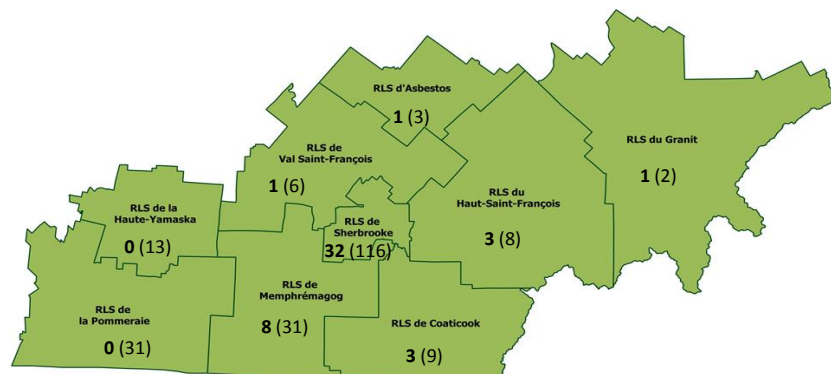 RLS d'Asbestos
1 (3)
RLS du Granit
1 (2)
RLS de
Val Saint-François
1 (6)
RLS du
Haut-Saint-François
3 (8)
RLS de la
Haute-Yamaska
0 (13)
RLS de
Sherbrooke
32 (116)
RLS de
Memphrémagog
8 (31)
RLS de
la Pommeraie
0 (31)
RLS de Coaticook
3 (9)